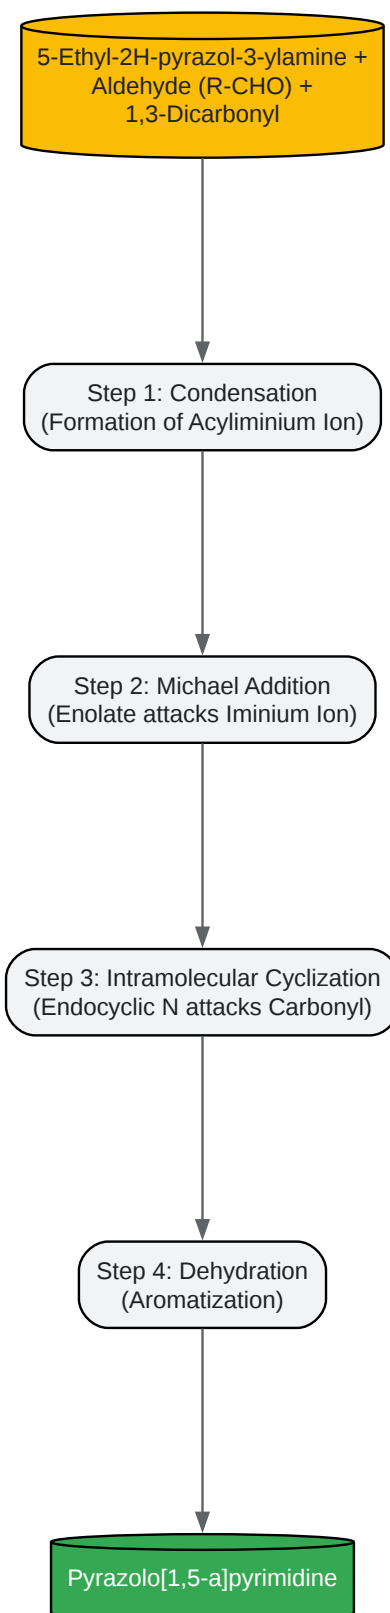 5-Ethyl-2H-pyrazol-3-ylamine +
Aldehyde (R-CHO) +
1,3-Dicarbonyl
Step 1: Condensation
(Formation of Acyliminium Ion)
Step 2: Michael Addition
(Enolate attacks Iminium Ion)
Step 3: Intramolecular Cyclization
(Endocyclic N attacks Carbonyl)
Step 4: Dehydration
(Aromatization)
Pyrazolo[1,5-a]pyrimidine